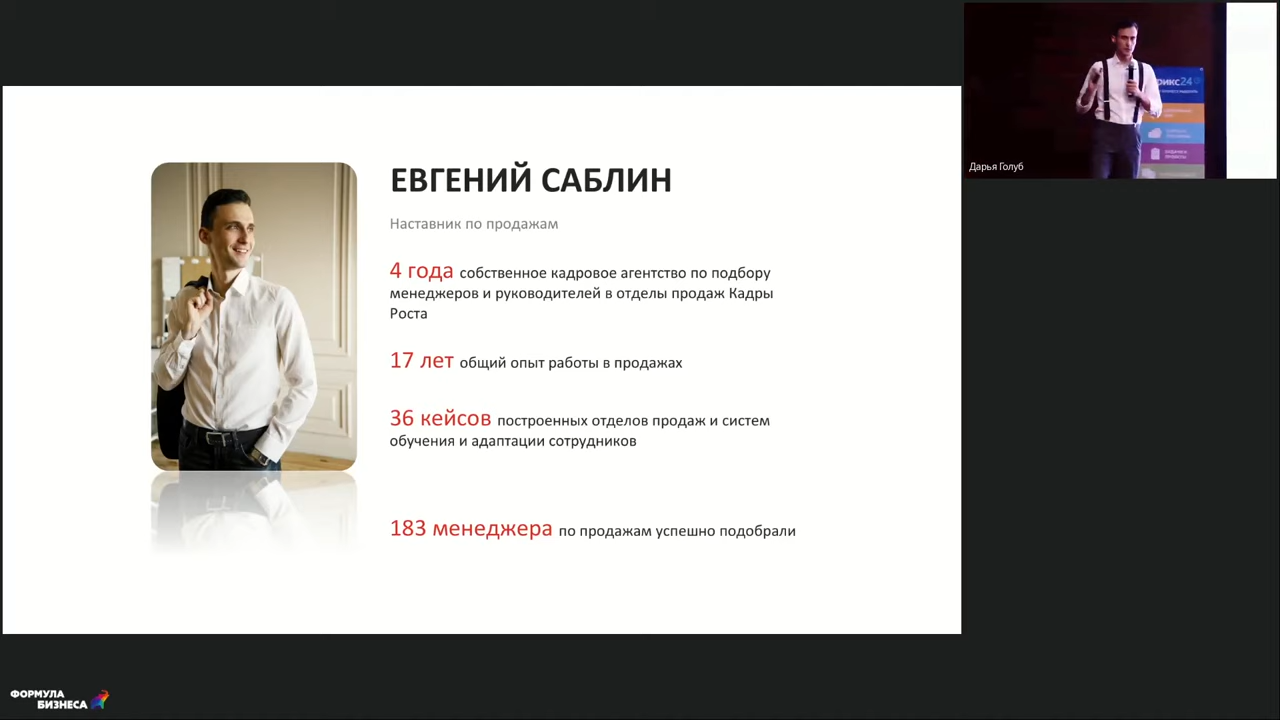 ЕВГЕНИЙ САБЛИН
Наставник по продажам
4 года собственное кадровое агентство по подбору
менеджеров и руководителей в отделы продаж Кадры
Роста
17 лет общий опыт работы в продажах
36 кейсов построенных отделов продаж и систем
обучения и адаптации сотрудников
183 менеджера по продажам успешно подобрали
рикс24
Дарья Голуб
ФОРМУЛА
БИЗНЕСА